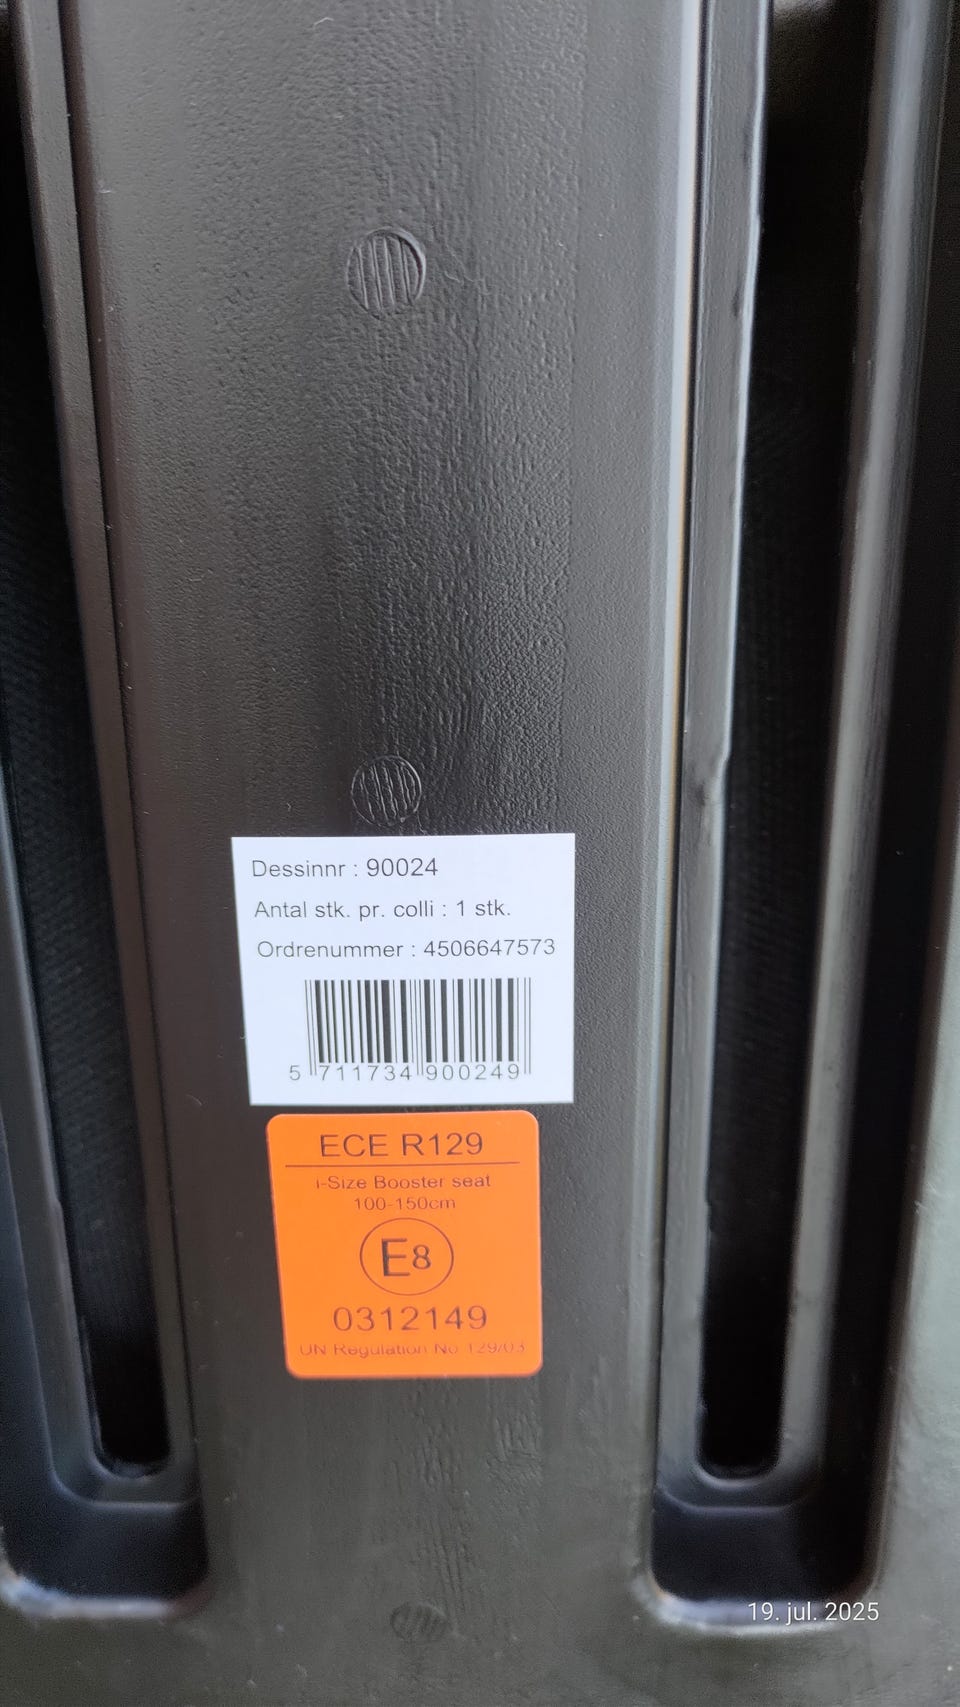 Dessinnr : 90024
Antal stk. pr. colli : 1 stk.
Ordrenummer : 4506647573
5 711734 900249
ECE R129
i-Size Booster seat
100-150cm
E8
0312149
UN Regulation No 129/03
19. jul. 2025